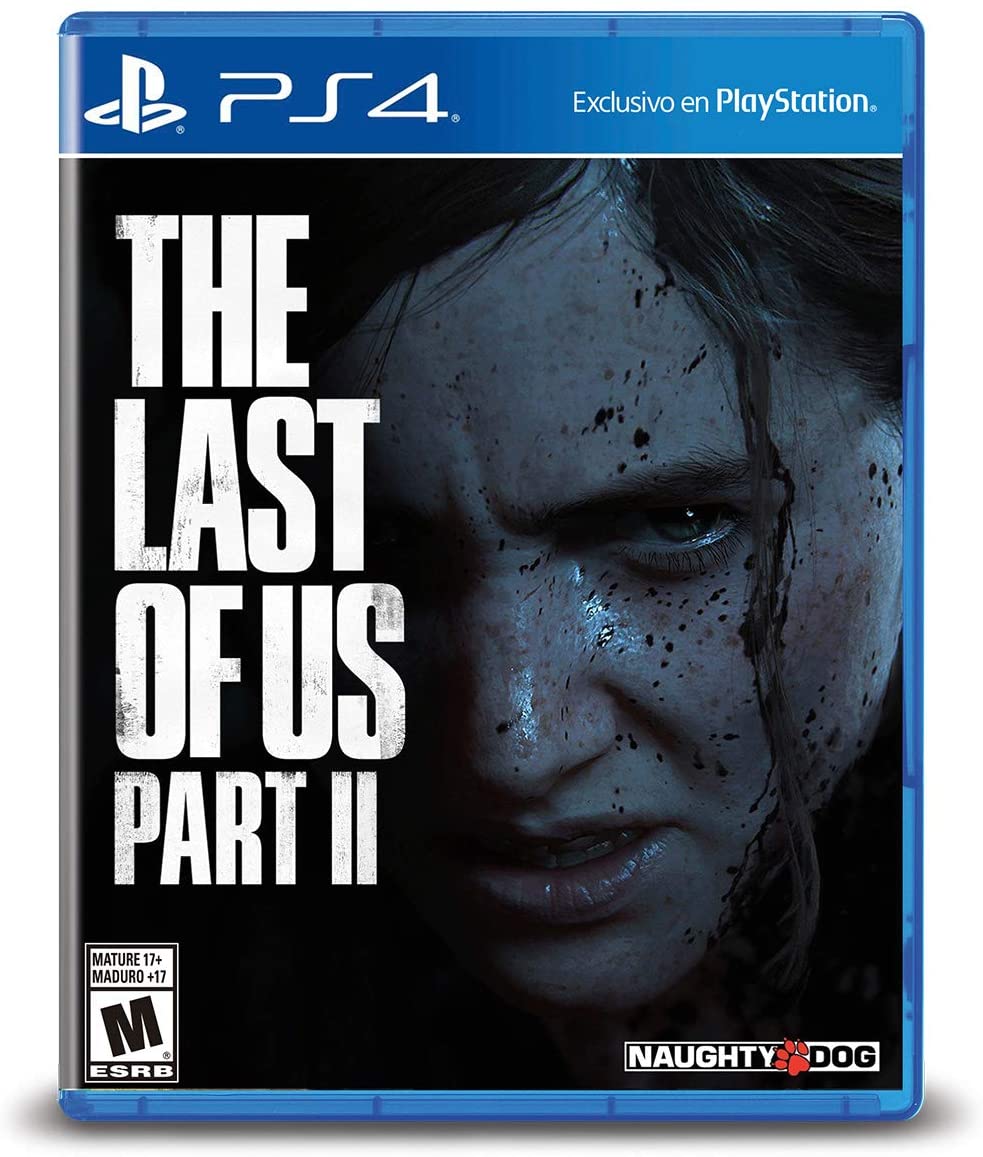 PS4® Exclusivo en PlayStation®
THE
LAST
OF US
PART II
MATURE 17+
MADURO +17
M®
ESRB
NAUGHTY DOG